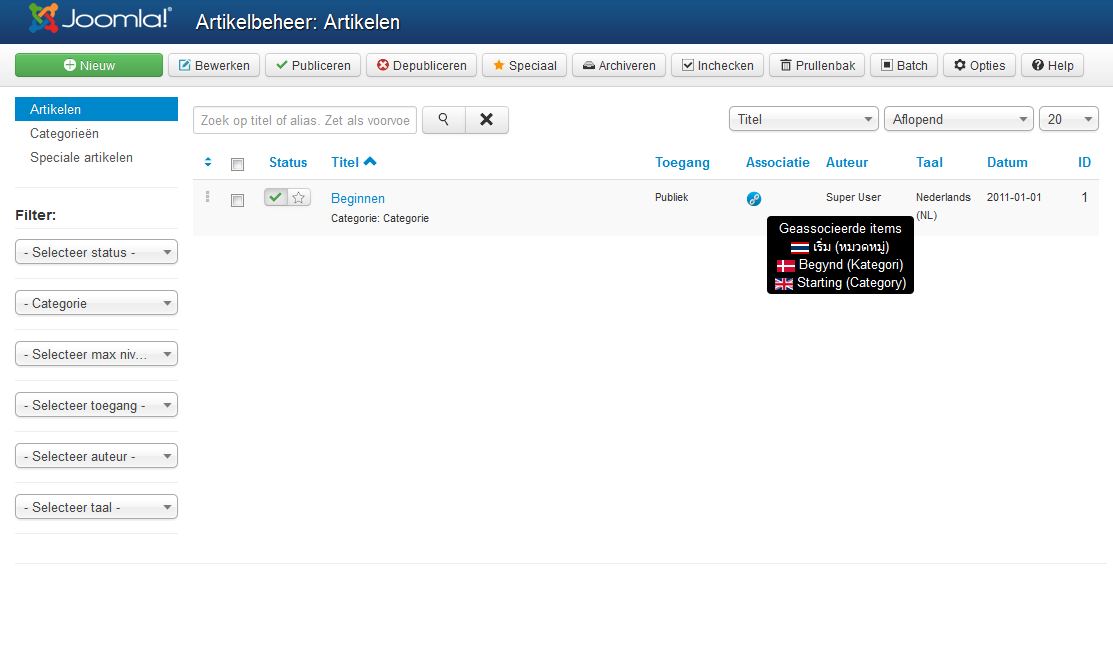 Joomla!® Artikelbeheer: Artikelen
Nieuw Bewerken Publiceren Depubliceren Speciaal Archiveren Inchecken Prullenbak Batch Opties Help
Artikelen
Categorieën
Speciale artikelen
Filter:
- Selecteer status -
- Categorie
- Selecteer max niv...
- Selecteer toegang -
- Selecteer auteur -
- Selecteer taal -
Zoek op titel of alias. Zet als voorvoe
Titel Aflopend 20
Status Titel Toegang Associatie Auteur Taal Datum ID
Beginnen Publiek Super User Nederlands 2011-01-01 1
Categorie: Categorie (NL)
Geassocieerde items
เริ่ม (หมวดหมู่)
Begynd (Kategori)
Starting (Category)